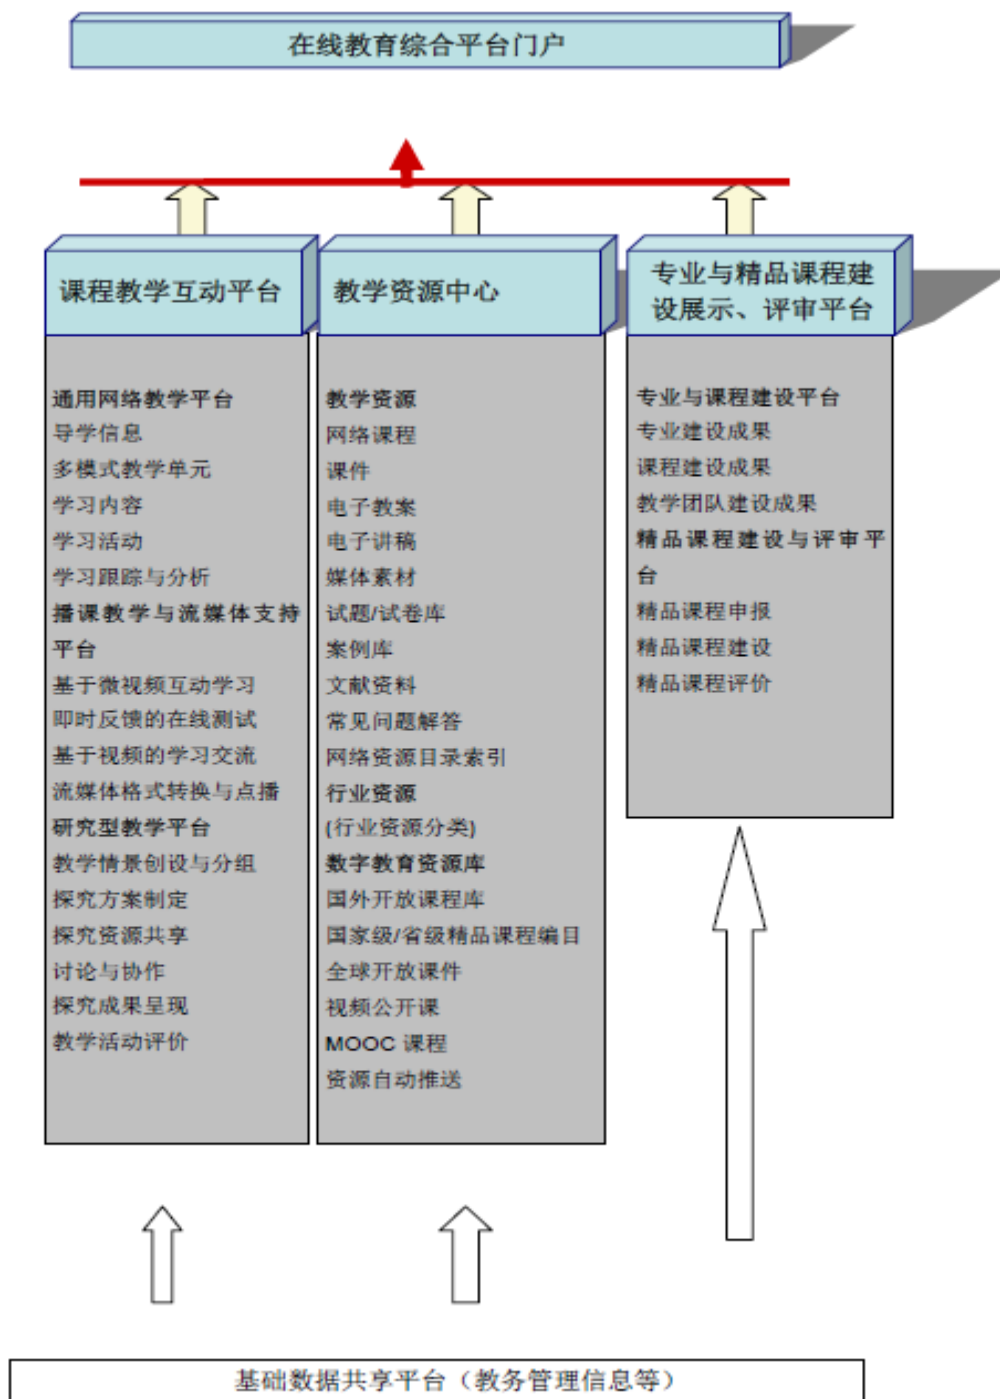 在线教育综合平台门户
课程教学互动平台
通用网络教学平台
导学信息
多模式教学单元
学习内容
学习活动
学习跟踪与分析
播课教学与流媒体支持
平台
基于微视频互动学习
即时反馈的在线测试
基于视频的学习交流
流媒体格式转换与点播
研究型教学平台
教学情景创设与分组
探究方案制定
探究资源共享
讨论与协作
探究成果呈现
教学活动评价
教学资源中心
教学资源
网络课程
课件
电子教案
电子讲稿
媒体素材
试题/试卷库
案例库
文献资料
常见问题解答
网络资源目录索引
行业资源
(行业资源分类)
数字教育资源库
国外开放课程库
国家级/省级精品课程编目
全球开放课件
视频公开课
MOOC 课程
资源自动推送
专业与精品课程建
设展示、评审平台
专业与课程建设平台
专业建设成果
课程建设成果
教学团队建设成果
精品课程建设与评审平
台
精品课程申报
精品课程建设
精品课程评价
基础数据共享平台（教务管理信息等）